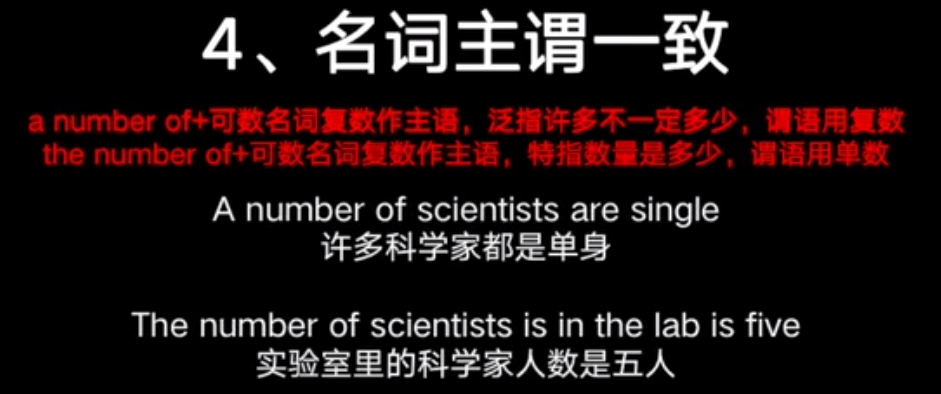 4、名词主谓一致
a number of+可数名词复数作主语，泛指许多不一定多少，谓语用复数
the number of+可数名词复数作主语，特指数量是多少，谓语用单数
A number of scientists are single
许多科学家都是单身
The number of scientists is in the lab is five
实验室里的科学家人数是五人